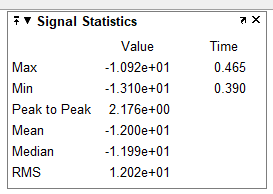 Signal Statistics
Value Time
Max -1.092e+01 0.465
Min -1.310e+01 0.390
Peak to Peak 2.176e+00
Mean -1.200e+01
Median -1.199e+01
RMS 1.202e+01